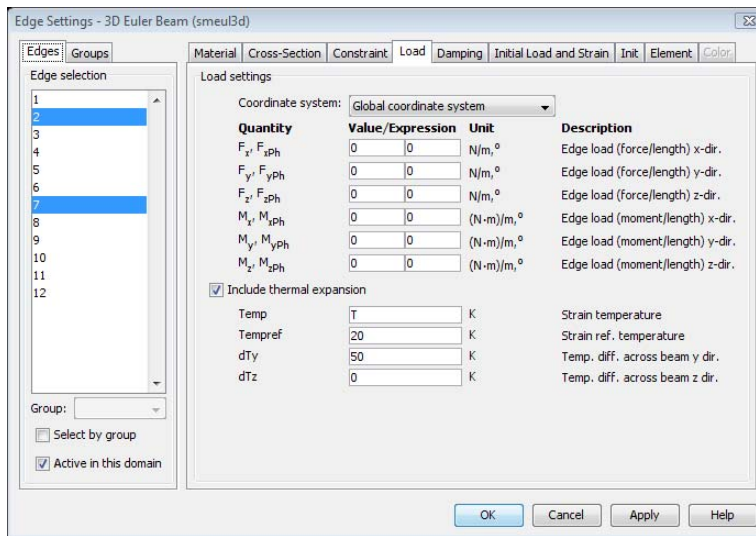 Edge Settings - 3D Euler Beam (smeul3d)
Edges Groups
Edge selection
1
2
3
4
5
6
7
8
9
10
11
12
Group:
Select by group
Active in this domain
Material Cross-Section Constraint Load Damping Initial Load and Strain Init Element Color
Load settings
Coordinate system: Global coordinate system
Quantity Value/Expression Unit Description
Fx, FxPh 0 0 N/m,° Edge load (force/length) x-dir.
Fy, FyPh 0 0 N/m,° Edge load (force/length) y-dir.
Fz, FzPh 0 0 N/m,° Edge load (force/length) z-dir.
Mx, MxPh 0 0 (N·m)/m,° Edge load (moment/length) x-dir.
My, MyPh 0 0 (N·m)/m,° Edge load (moment/length) y-dir.
Mz, MzPh 0 0 (N·m)/m,° Edge load (moment/length) z-dir.
Include thermal expansion
Temp T K Strain temperature
Tempref 20 K Strain ref. temperature
dTy 50 K Temp. diff. across beam y dir.
dTz 0 K Temp. diff. across beam z dir.
OK Cancel Apply Help